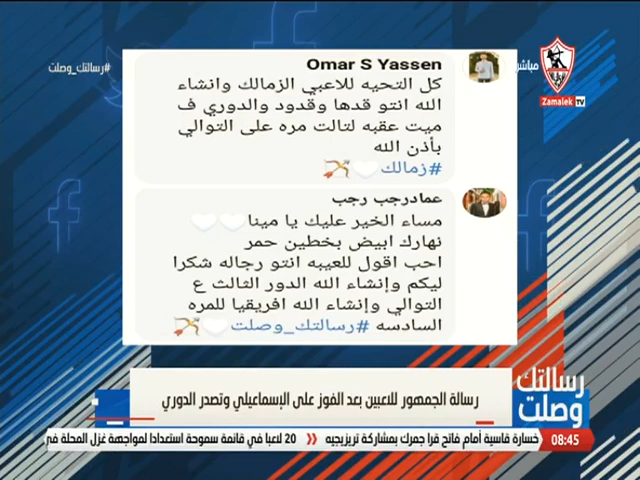 #رسالتك_وصلت
مباشر
Zamalek TV
Omar S Yassen
كل التحيه للاعبي الزمالك وانشاء
الله انتو قدها وقدود والدوري ف
ميت عقبه لتالت مره على التوالي
بأذن الله
#زمالك🤍🏹
عمادرجب رجب
مساء الخير عليك يا مينا🤍🤍
نهارك ابيض بخطين حمر
احب اقول للعيبه انتو رجاله شكرا
ليكم وإنشاء الله الدور الثالث ع
التوالي وإنشاء الله افريقيا للمره
السادسه #رسالتك_وصلت🤍🏹
رسالة الجمهور للاعبين بعد الفوز على الإسماعيلي وتصدر الدوري
رسالتك
وصلت
خسارة قاسية أمام فاتح قرا جمرك بمشاركة تريزيجيه » 20 لاعبا في قائمة سموحة استعدادا لمواجهة غزل المحلة في
08:45